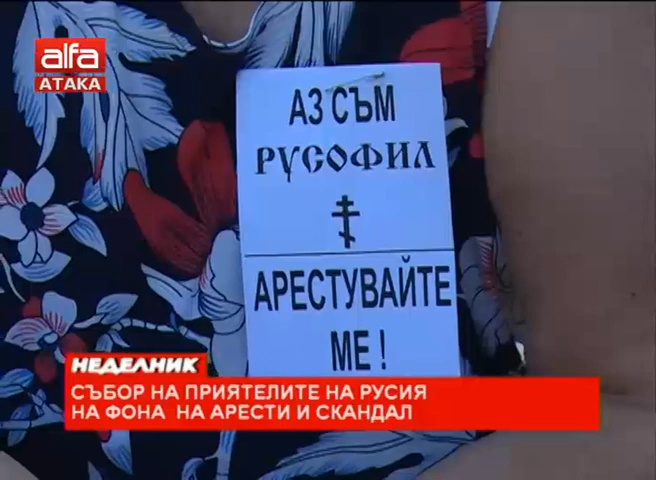 alfa
АТАКА
АЗ СЪМ
РУСОФИЛ
АРЕСТУВАЙТЕ
МЕ !
НЕДЕЛНИК
СЪБОР НА ПРИЯТЕЛИТЕ НА РУСИЯ
НА ФОНА НА АРЕСТИ И СКАНДАЛ